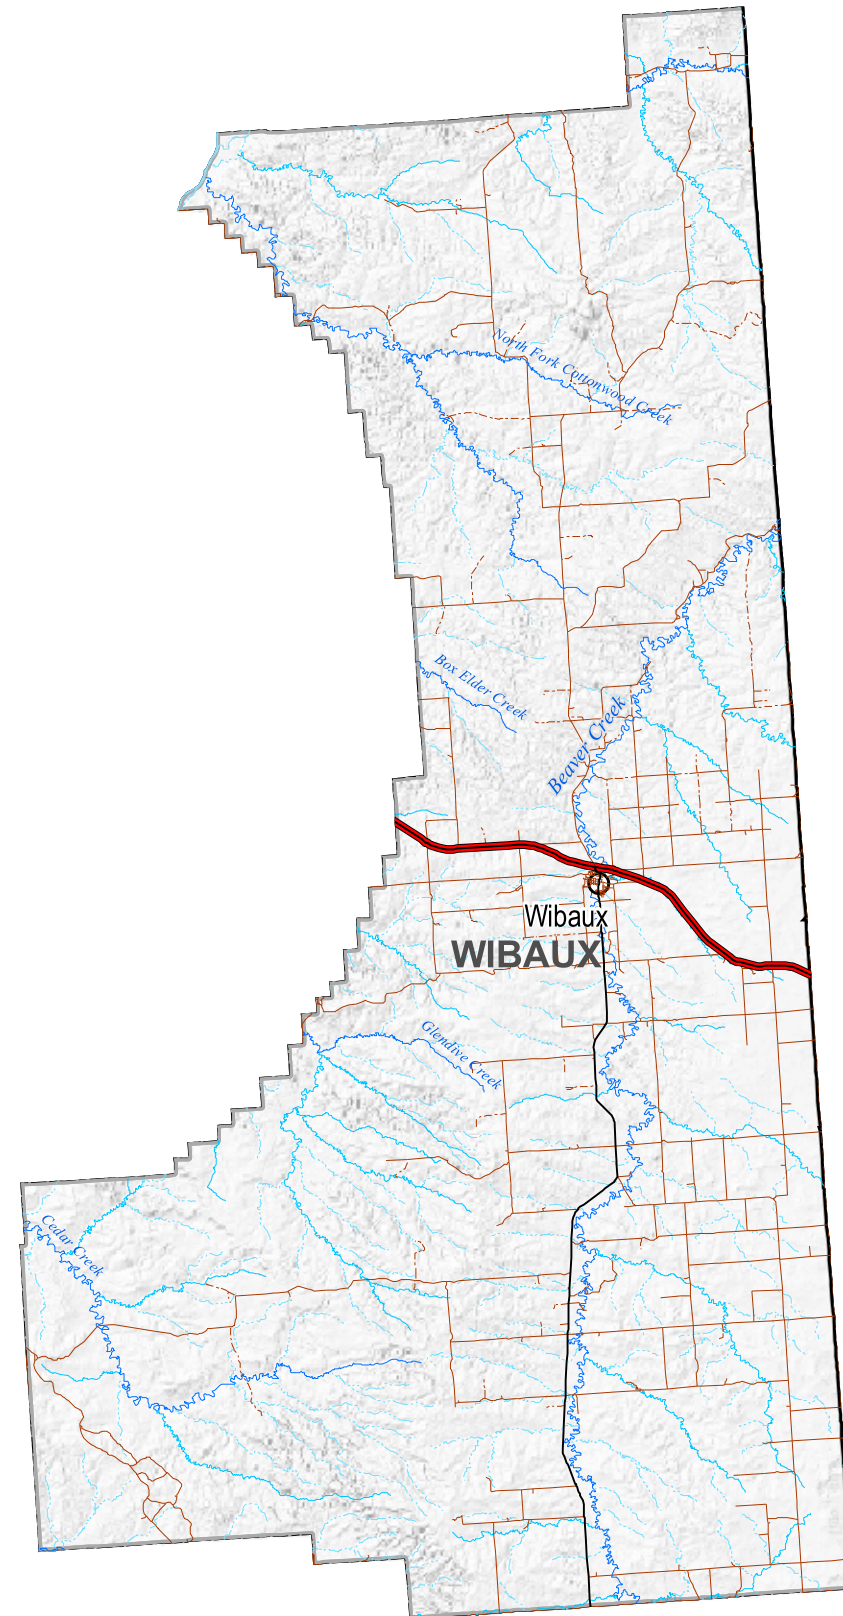 North Fork Cottonwood Creek
Box Elder Creek
Beaver Creek
Wibaux
WIBAUX
Glendive Creek
Cedar Creek